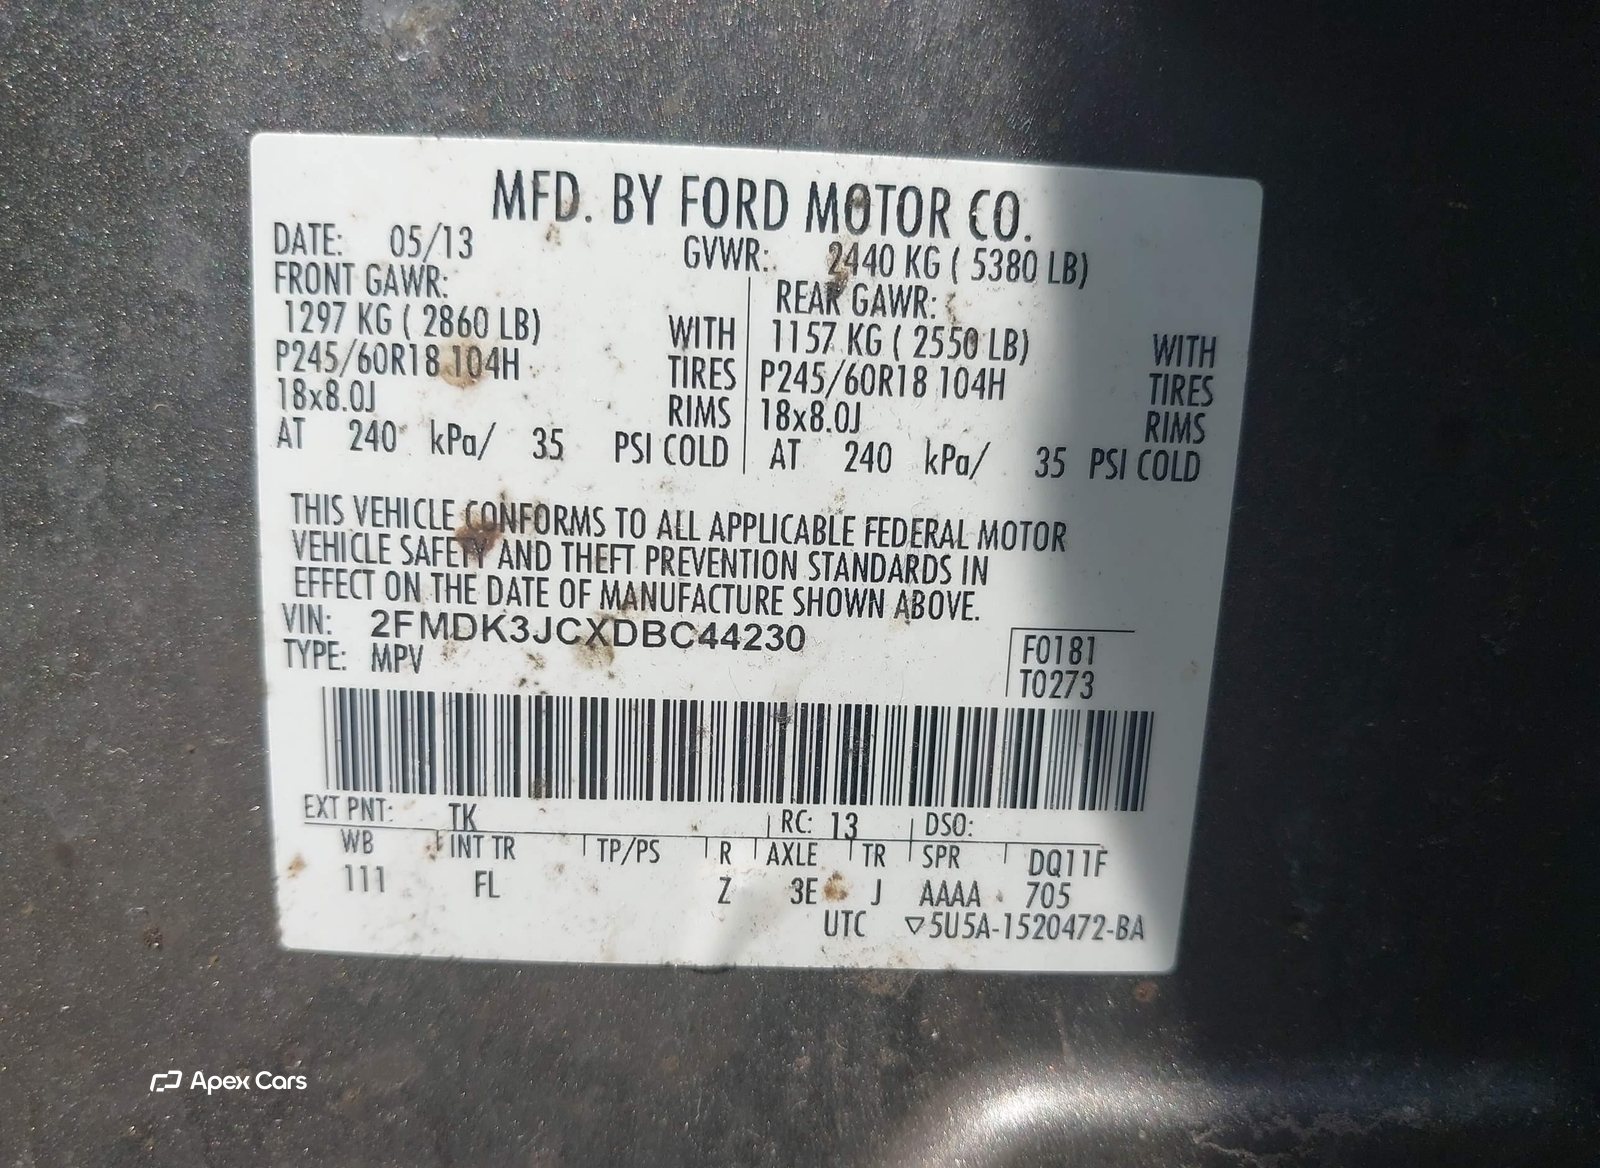 MFD. BY FORD MOTOR CO.
DATE: 05/13 GVWR: 2440 KG ( 5380 LB)
FRONT GAWR: REAR GAWR:
1297 KG ( 2860 LB) WITH 1157 KG ( 2550 LB) WITH
P245/60R18 104H TIRES P245/60R18 104H TIRES
18x8.0J RIMS 18x8.0J RIMS
AT 240 kPa/ 35 PSI COLD AT 240 kPa/ 35 PSI COLD
THIS VEHICLE CONFORMS TO ALL APPLICABLE FEDERAL MOTOR
VEHICLE SAFETY AND THEFT PREVENTION STANDARDS IN
EFFECT ON THE DATE OF MANUFACTURE SHOWN ABOVE.
VIN: 2FMDK3JCXDBC44230
TYPE: MPV
F0181
T0273
EXT PNT: TK RC: 13 DSO:
WB INT TR TP/PS R AXLE TR SPR DQ11F
111 FL Z 3E J AAAA 705
UTC ▽5U5A-1520472-BA
Apex Cars